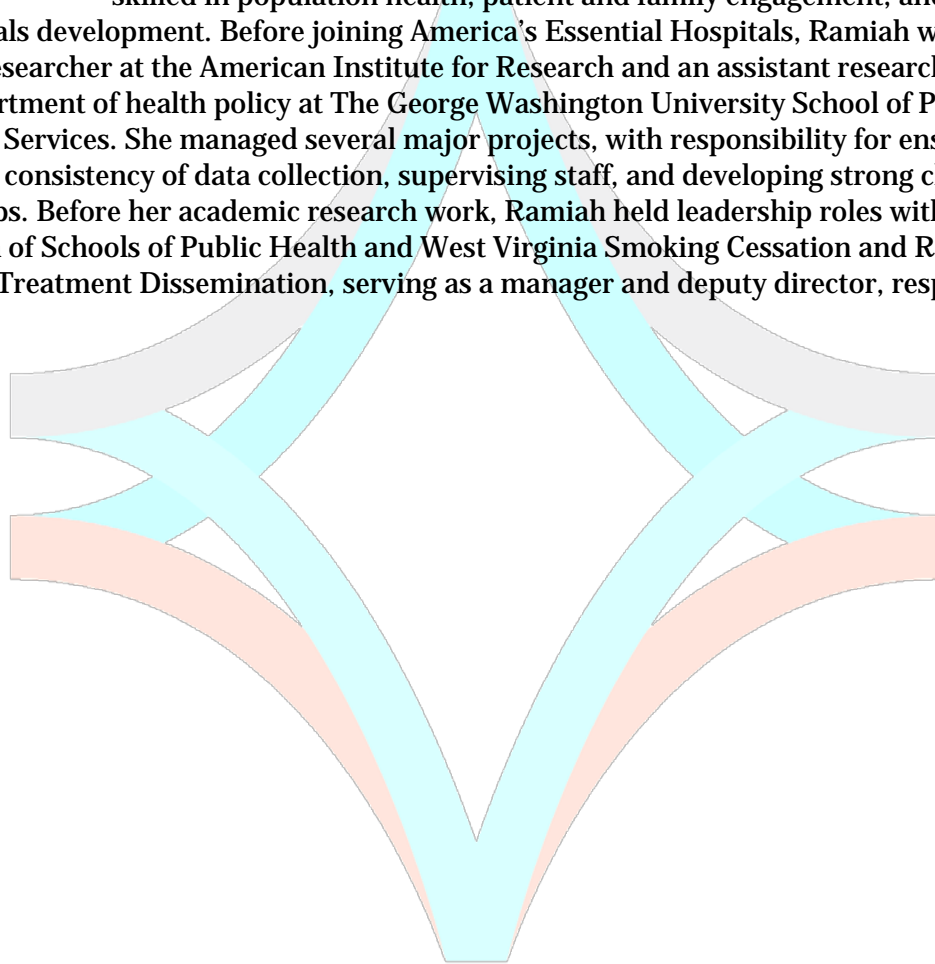 skilled in population health, patient and family engagement, and
als development. Before joining America's Essential Hospitals, Ramiah w
esearcher at the American Institute for Research and an assistant research
rtment of health policy at The George Washington University School of P
Services. She managed several major projects, with responsibility for ens
consistency of data collection, supervising staff, and developing strong c
ps. Before her academic research work, Ramiah held leadership roles with
of Schools of Public Health and West Virginia Smoking Cessation and R
Treatment Dissemination, serving as a manager and deputy director, resp